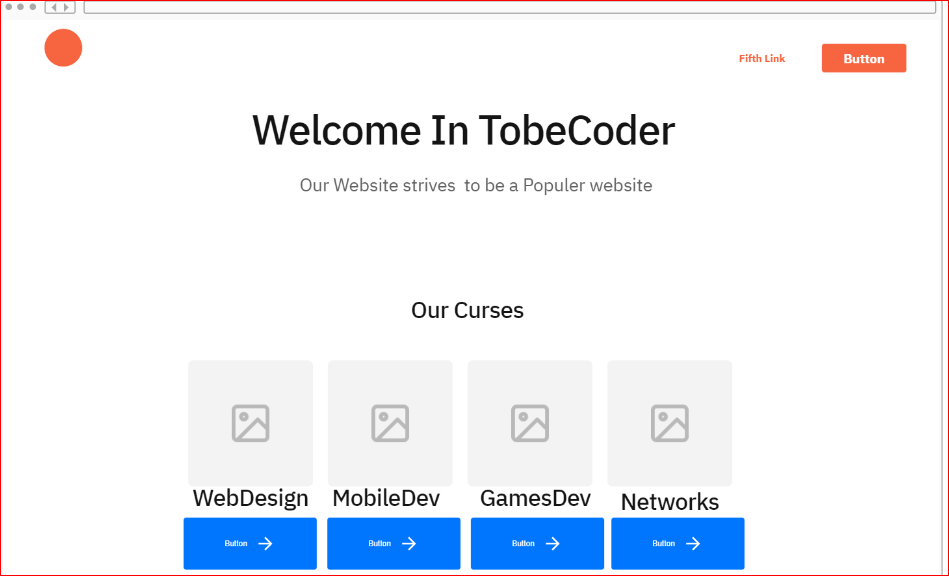 Fifth Link
Button
Welcome In TobeCoder
Our Website strives to be a Populer website
Our Curses
WebDesign MobileDev GamesDev Networks
Button Button Button Button